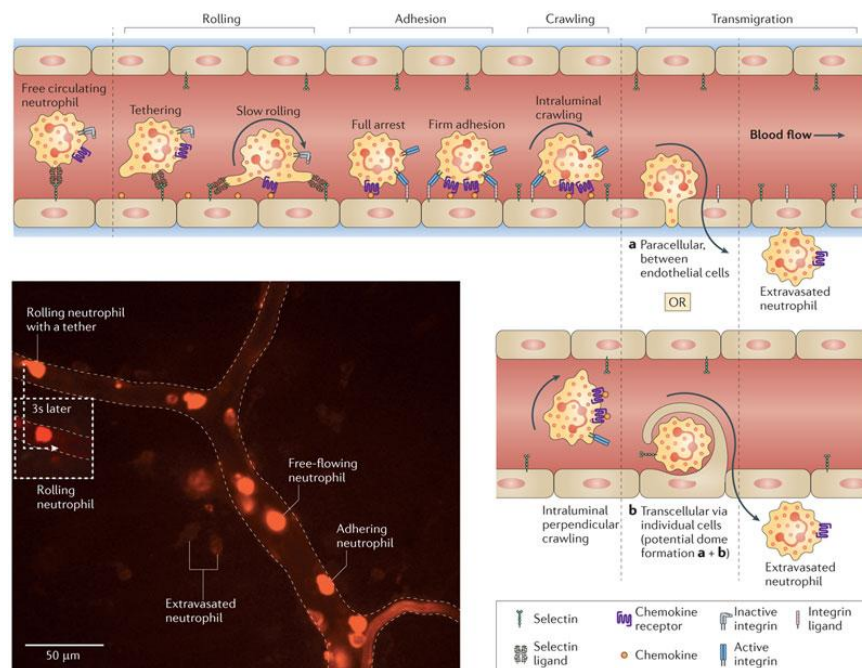 Rolling
Adhesion
Crawling
Transmigration
Free circulating
neutrophil
Tethering
Slow rolling
Full arrest
Firm adhesion
Intraluminal
crawling
Blood flow
a Paracellular,
between
endothelial cells
OR
Extravasated
neutrophil
Rolling neutrophil
with a tether
3s later
Rolling
neutrophil
Free-flowing
neutrophil
Adhering
neutrophil
Extravasated
neutrophil
50 µm
Intraluminal
perpendicular
crawling
b Transcellular via
individual cells
(potential dome
formation a + b)
Extravasated
neutrophil
Selectin
Chemokine
receptor
Inactive
integrin
Integrin
ligand
Selectin
ligand
Chemokine
Active
integrin